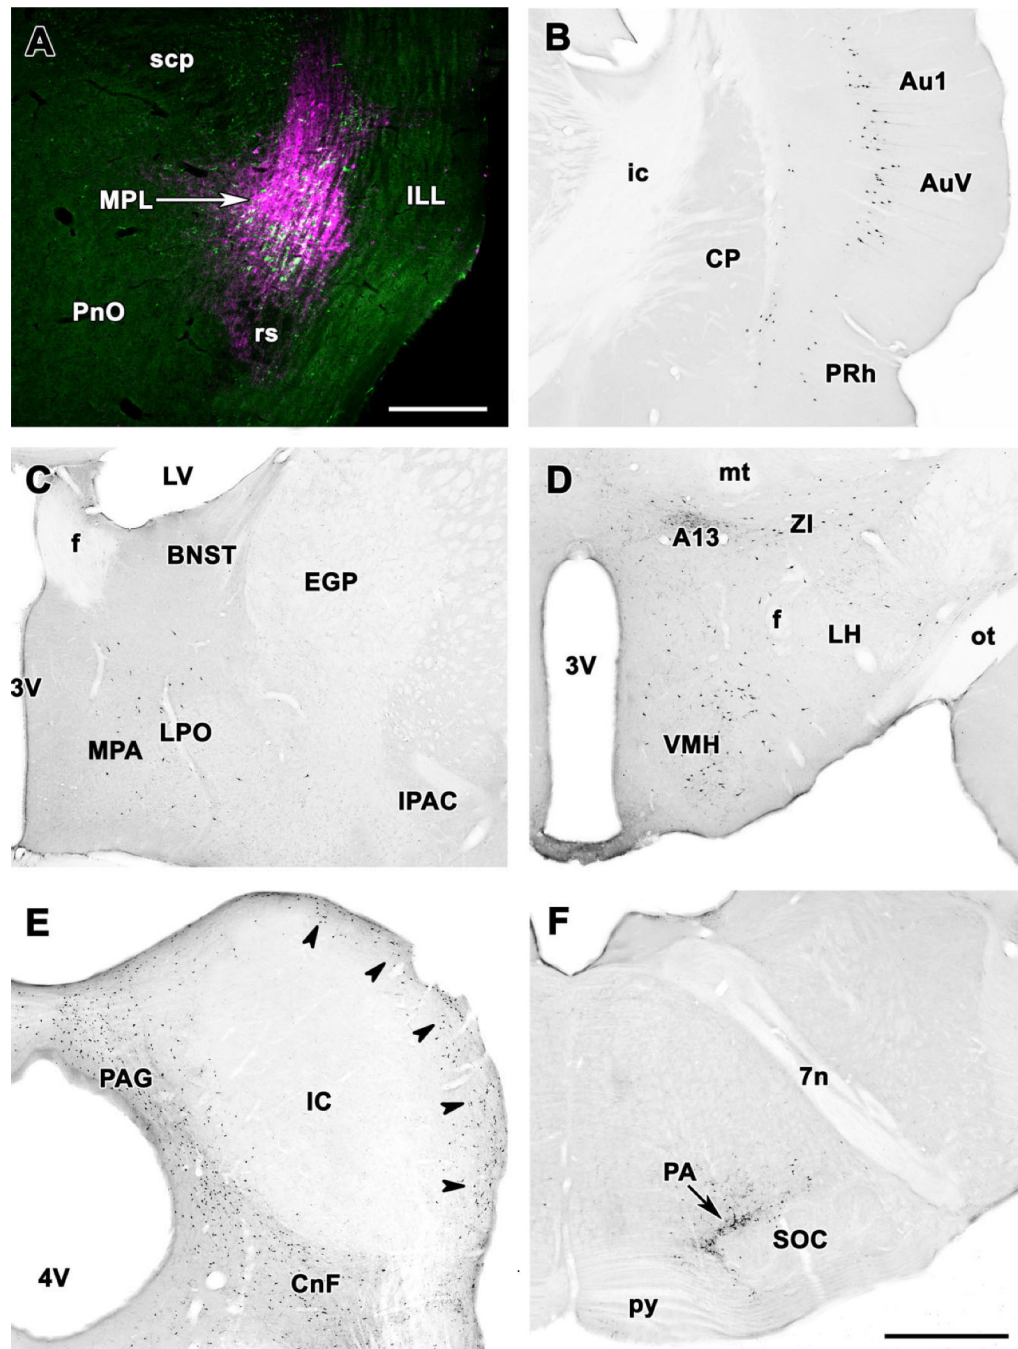 A
scp
MPL
ILL
PnO
rs
B
Au1
ic
AuV
CP
PRh
C
LV
f
BNST
EGP
3V
LPO
MPA
IPAC
D
mt
A13
ZI
f
LH
ot
3V
VMH
E
PAG
IC
4V
CnF
F
7n
PA
SOC
py